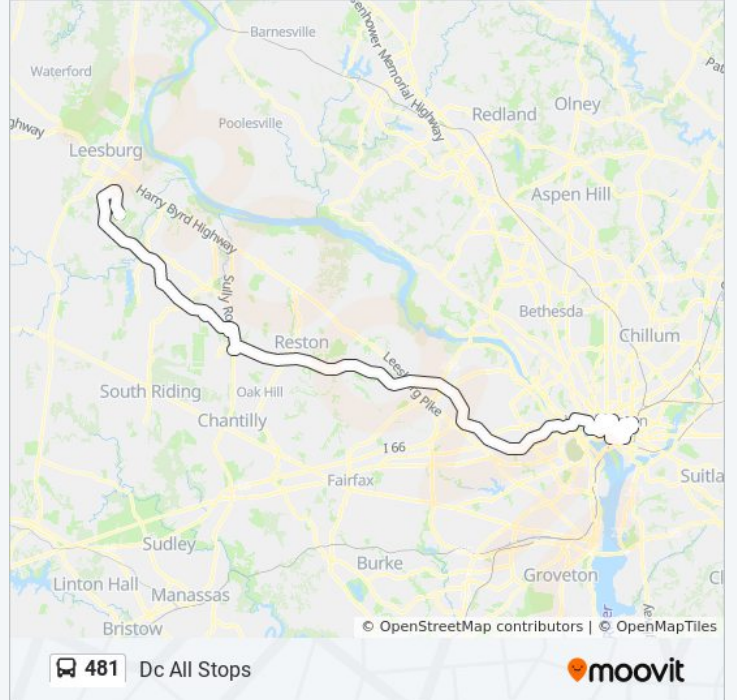 Barnesville
Eisenhower Memorial Highway
Waterford
Olney
Redland
Poolesville
Leesburg
Aspen Hill
Harry Byrd Highway
Sully Ro
Bethesda
Chillum
Reston
Leesburg Pike
South Riding
Oak Hill
Chantilly
I 66
Suitla
Fairfax
Sudley
Burke
Groveton
Linton Hall
Manassas
Bristow
© OpenStreetMap contributors | © OpenMapTiles
481 Dc All Stops
moovit